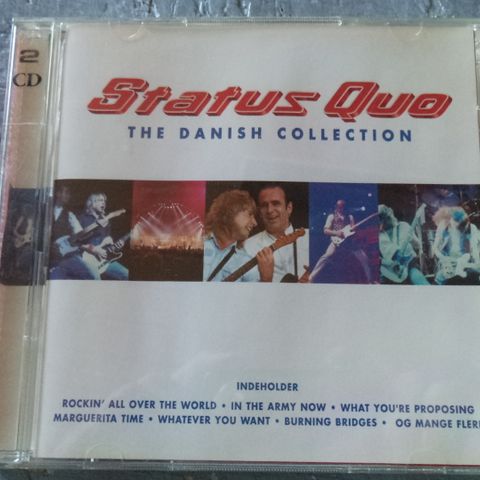 2
CD
Status Quo
THE DANISH COLLECTION
INDEHOLDER
ROCKIN' ALL OVER THE WORLD • IN THE ARMY NOW • WHAT YOU'RE PROPOSING
MARGUERITA TIME • WHATEVER YOU WANT • BURNING BRIDGES • OG MANGE FLERE